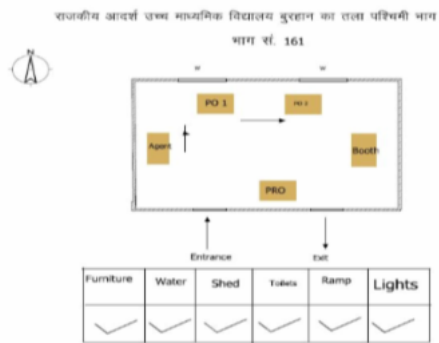 राजकीय आदर्श उच्च माध्यमिक विद्यालय बुरहान का तला पश्चिमी भाग
भाग सं. 161
N
W W
PO 1 PO 2
Agent Booth
PRO
Entrance Exit
Furniture Water Shed Toilets Ramp Lights